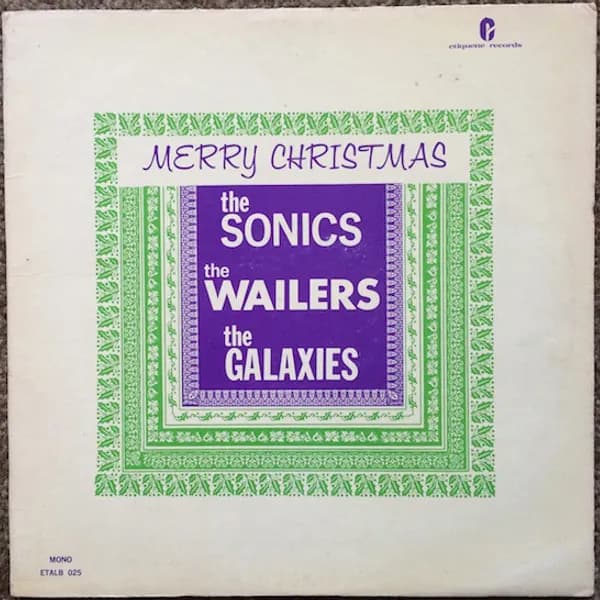 etiquette records
MERRY CHRISTMAS
the
SONICS
the
WAILERS
the
GALAXIES
MONO
ETALB 025